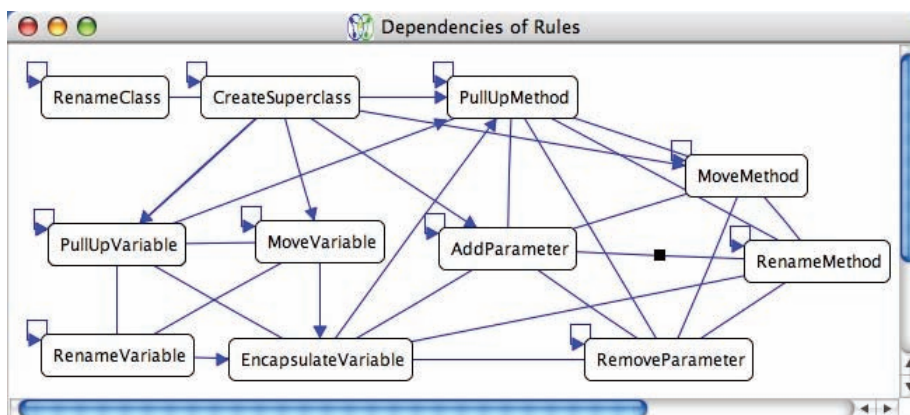 Dependencies of Rules
RenameClass
CreateSuperclass
PullUpMethod
MoveMethod
PullUpVariable
MoveVariable
AddParameter
RenameMethod
RenameVariable
EncapsulateVariable
RemoveParameter